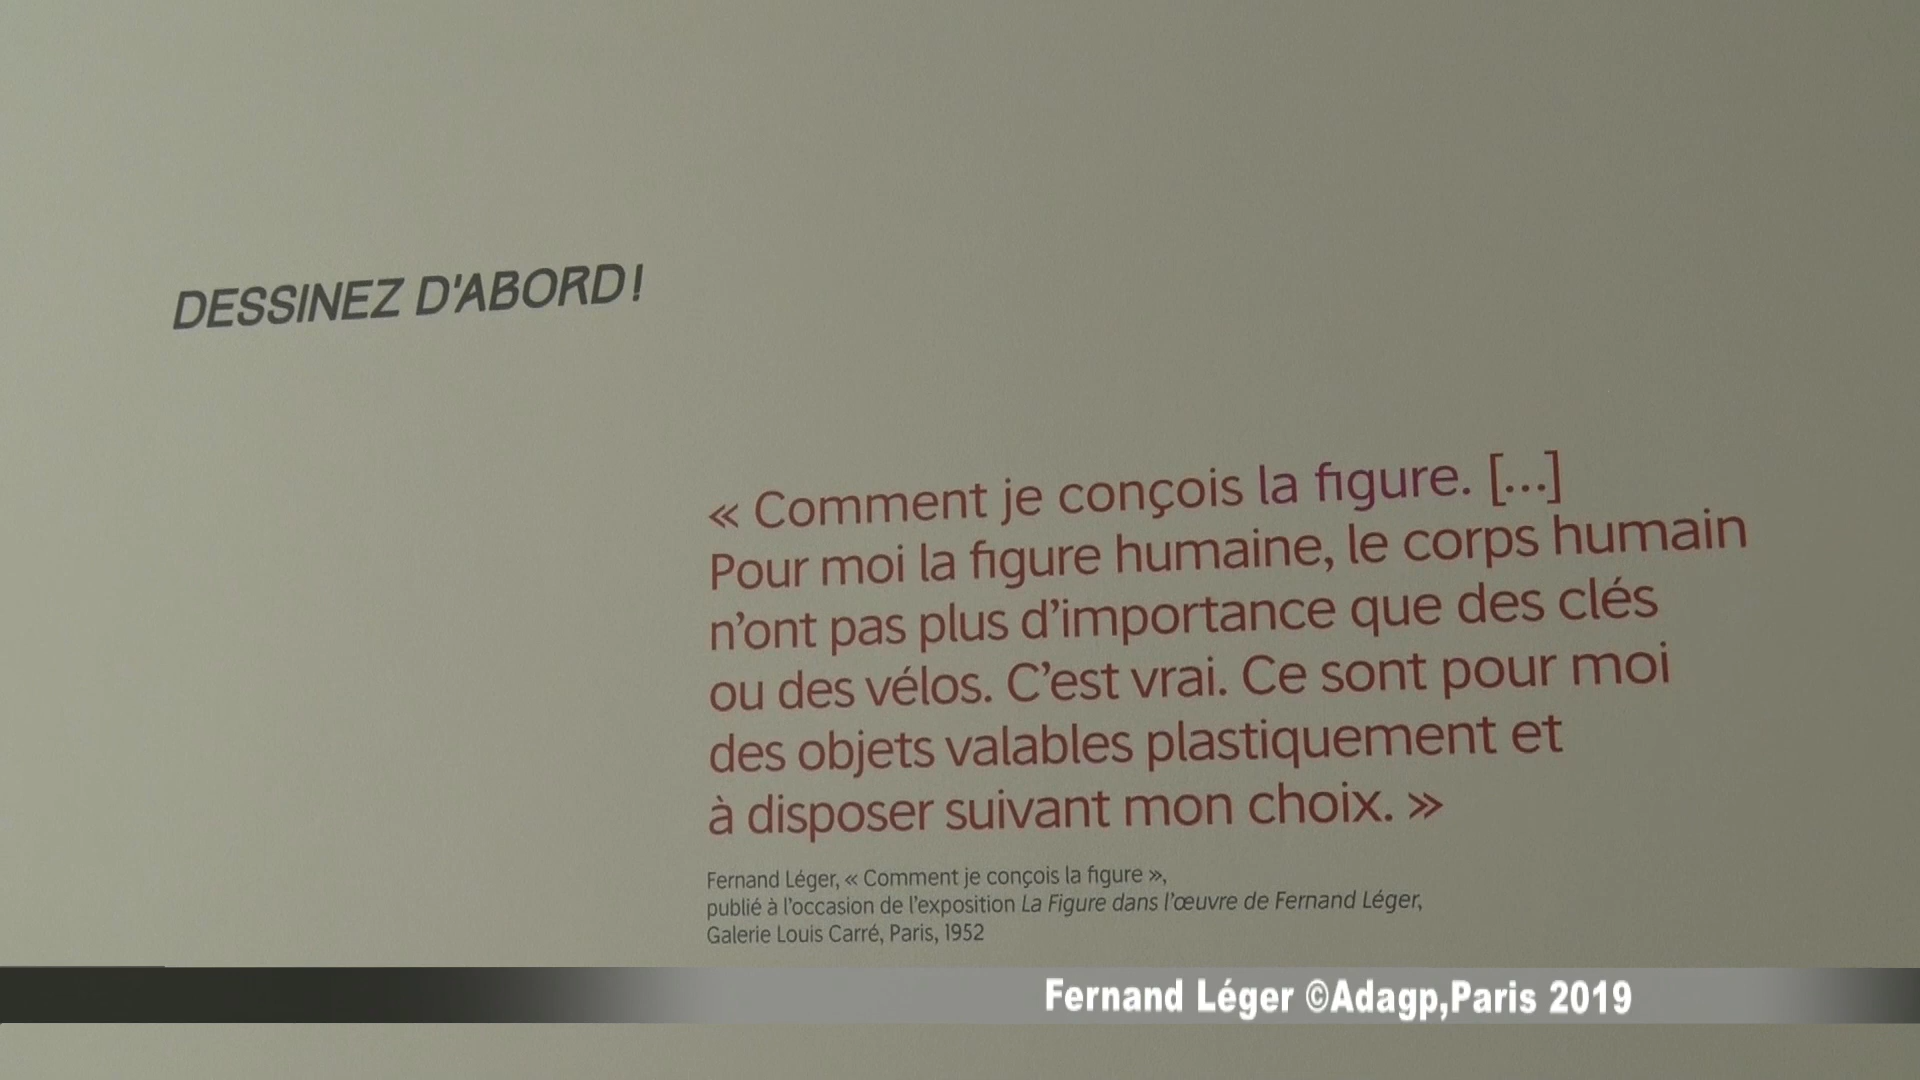 DESSINEZ D'ABORD !
« Comment je conçois la figure. [...]
Pour moi la figure humaine, le corps humain
n’ont pas plus d’importance que des clés
ou des vélos. C’est vrai. Ce sont pour moi
des objets valables plastiquement et
à disposer suivant mon choix. »
Fernand Léger, « Comment je conçois la figure »,
publié à l’occasion de l’exposition La Figure dans l’œuvre de Fernand Léger,
Galerie Louis Carré, Paris, 1952
Fernand Léger ©Adagp,Paris 2019